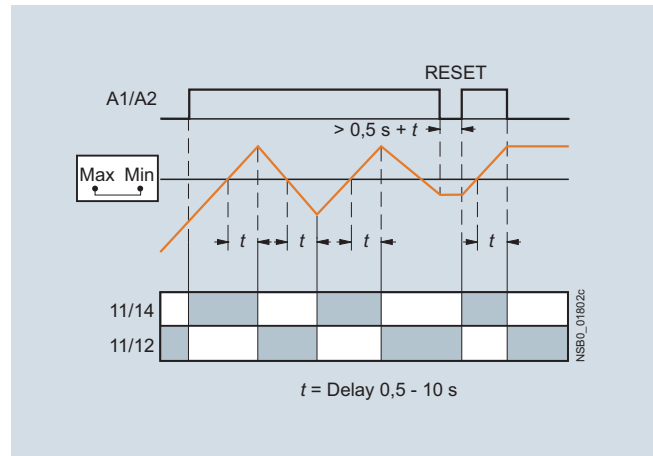 RESET
A1/A2
> 0,5 s + t
Max Min
t t t t
11/14
11/12
NSB0_01802c
t = Delay 0,5 - 10 s